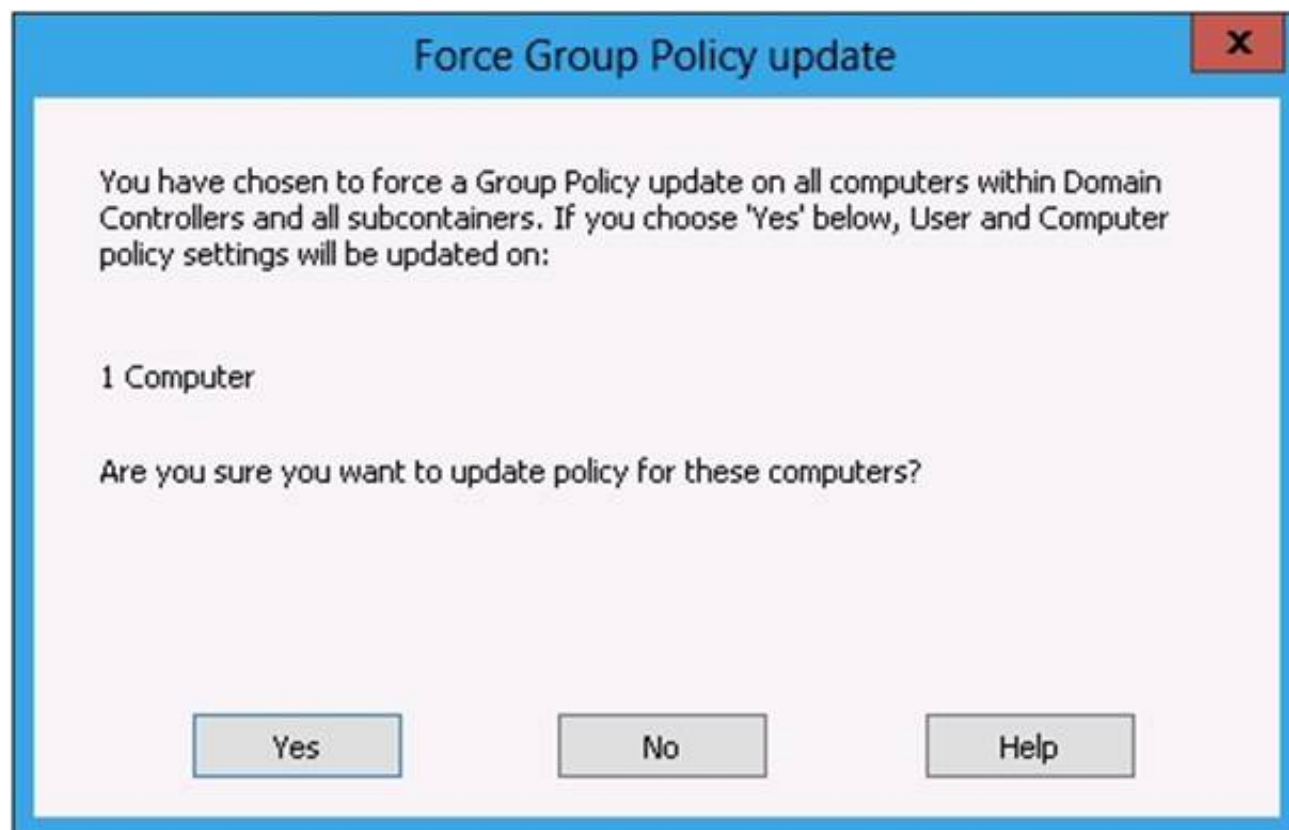 Force Group Policy update
x
You have chosen to force a Group Policy update on all computers within Domain
Controllers and all subcontainers. If you choose 'Yes' below, User and Computer
policy settings will be updated on:
1 Computer
Are you sure you want to update policy for these computers?
Yes
No
Help